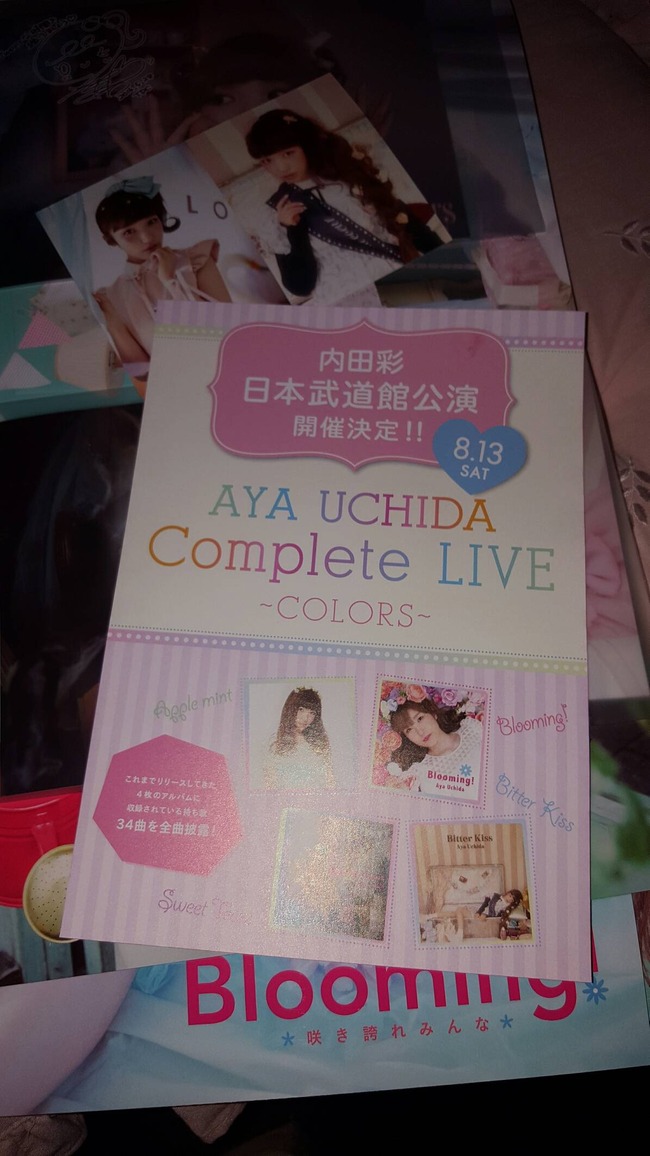 LO
内田彩
日本武道館公演
開催決定!!
8.13
SAT
AYA UCHIDA
Complete LIVE
~COLORS~
Apple mint
Blooming!
Blooming!
Aya Uchida
Bitter Kiss
これまでリリースしてきた
4枚のアルバムに
収録されている持ち歌
34曲を全曲披露!
Bitter Kiss
Aya Uchida
Sweet
Blooming!
咲き誇れみんな